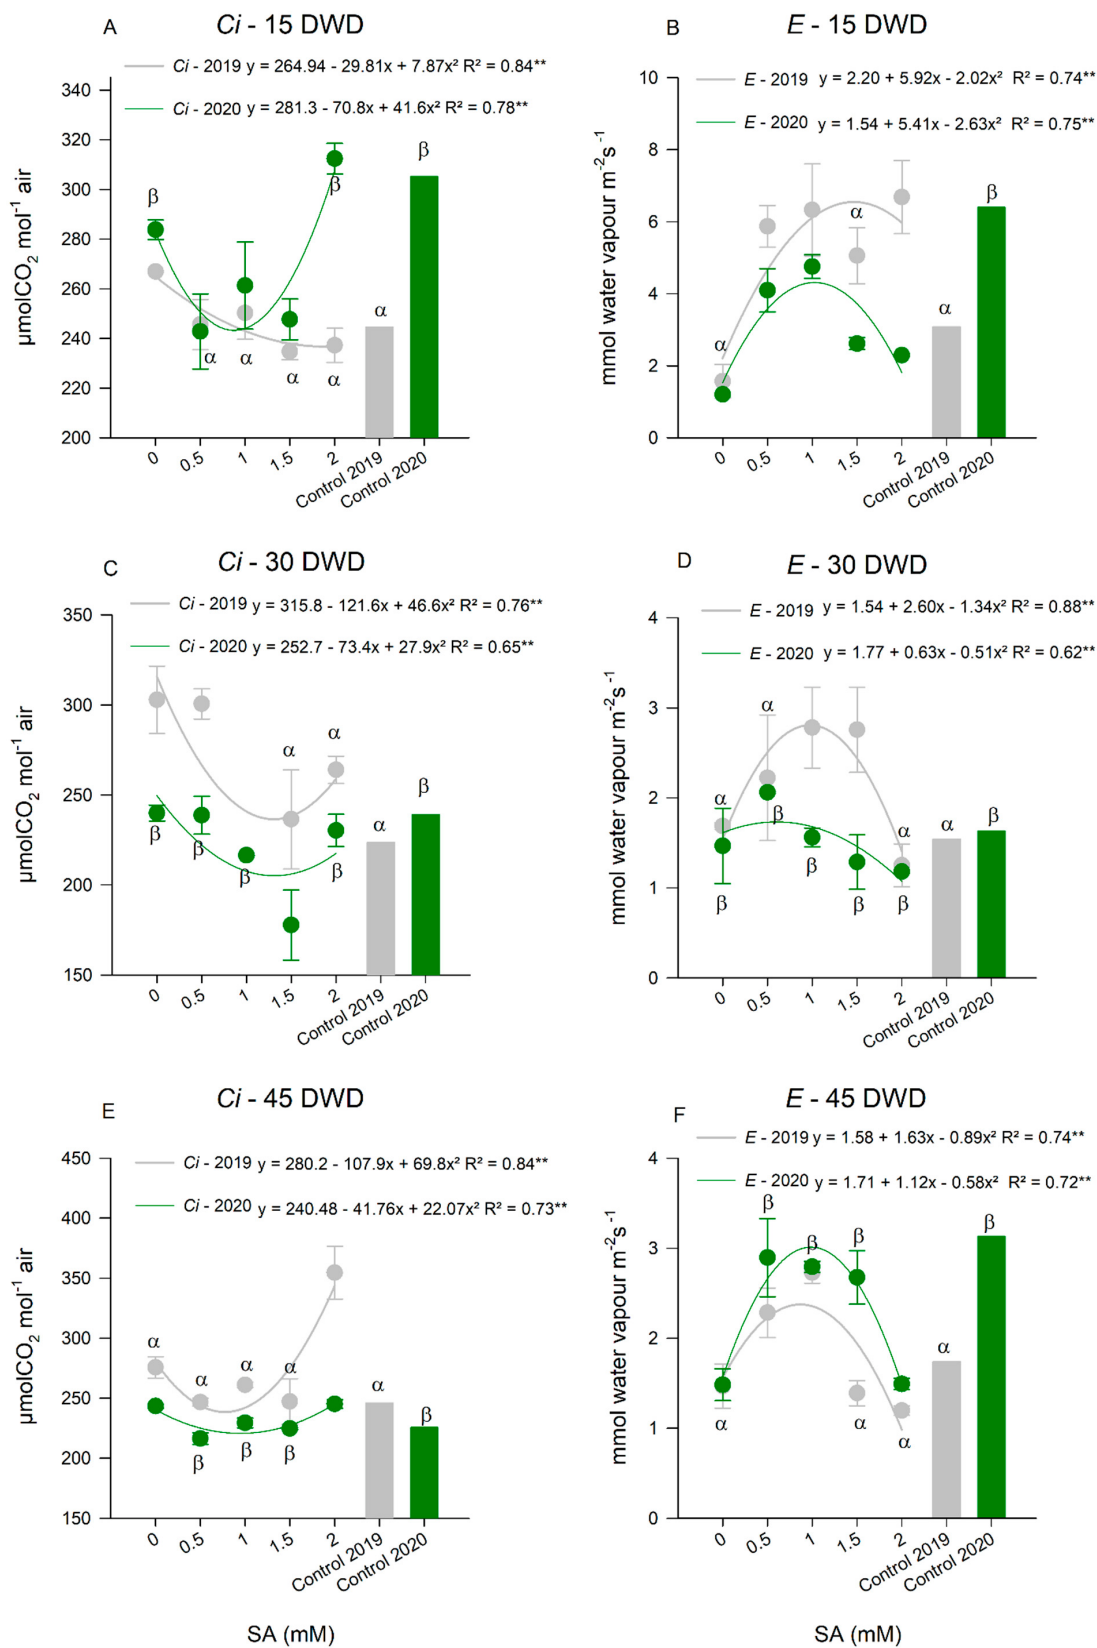 A
Ci - 15 DWD
Ci - 2019 y = 264.94 - 29.81x + 7.87x² R² = 0.84**
Ci - 2020 y = 281.3 - 70.8x + 41.6x² R² = 0.78**
µmolCO₂ mol⁻¹ air
340
320
300
280
260
240
220
200
β
β
β
α
α
α
α
α
0
0.5
1
1.5
2
Control 2019
Control 2020
B
E - 15 DWD
E - 2019 y = 2.20 + 5.92x - 2.02x² R² = 0.74**
E - 2020 y = 1.54 + 5.41x - 2.63x² R² = 0.75**
mmol water vapour m⁻²s⁻¹
10
8
6
4
2
0
α
α
α
β
0
0.5
1
1.5
2
Control 2019
Control 2020
C
Ci - 30 DWD
Ci - 2019 y = 315.8 - 121.6x + 46.6x² R² = 0.76**
Ci - 2020 y = 252.7 - 73.4x + 27.9x² R² = 0.65**
µmolCO₂ mol⁻¹ air
350
300
250
200
150
α
α
α
β
β
β
β
β
0
0.5
1
1.5
2
Control 2019
Control 2020
D
E - 30 DWD
E - 2019 y = 1.54 + 2.60x - 1.34x² R² = 0.88**
E - 2020 y = 1.77 + 0.63x - 0.51x² R² = 0.62**
mmol water vapour m⁻²s⁻¹
4
3
2
1
0
α
α
α
α
β
β
β
β
β
β
0
0.5
1
1.5
2
Control 2019
Control 2020
E
Ci - 45 DWD
Ci - 2019 y = 280.2 - 107.9x + 69.8x² R² = 0.84**
Ci - 2020 y = 240.48 - 41.76x + 22.07x² R² = 0.73**
µmolCO₂ mol⁻¹ air
450
400
350
300
250
200
150
α
α
α
α
α
β
β
β
β
0
0.5
1
1.5
2
Control 2019
Control 2020
SA (mM)
F
E - 45 DWD
E - 2019 y = 1.58 + 1.63x - 0.89x² R² = 0.74**
E - 2020 y = 1.71 + 1.12x - 0.58x² R² = 0.72**
mmol water vapour m⁻²s⁻¹
4
3
2
1
0
β
β
β
β
α
α
α
α
0
0.5
1
1.5
2
Control 2019
Control 2020
SA (mM)